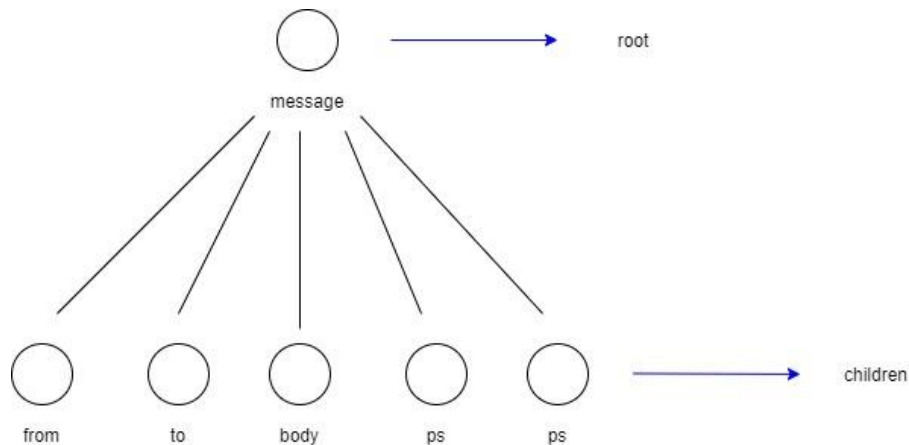 root
message
children
from
to
body
ps
ps